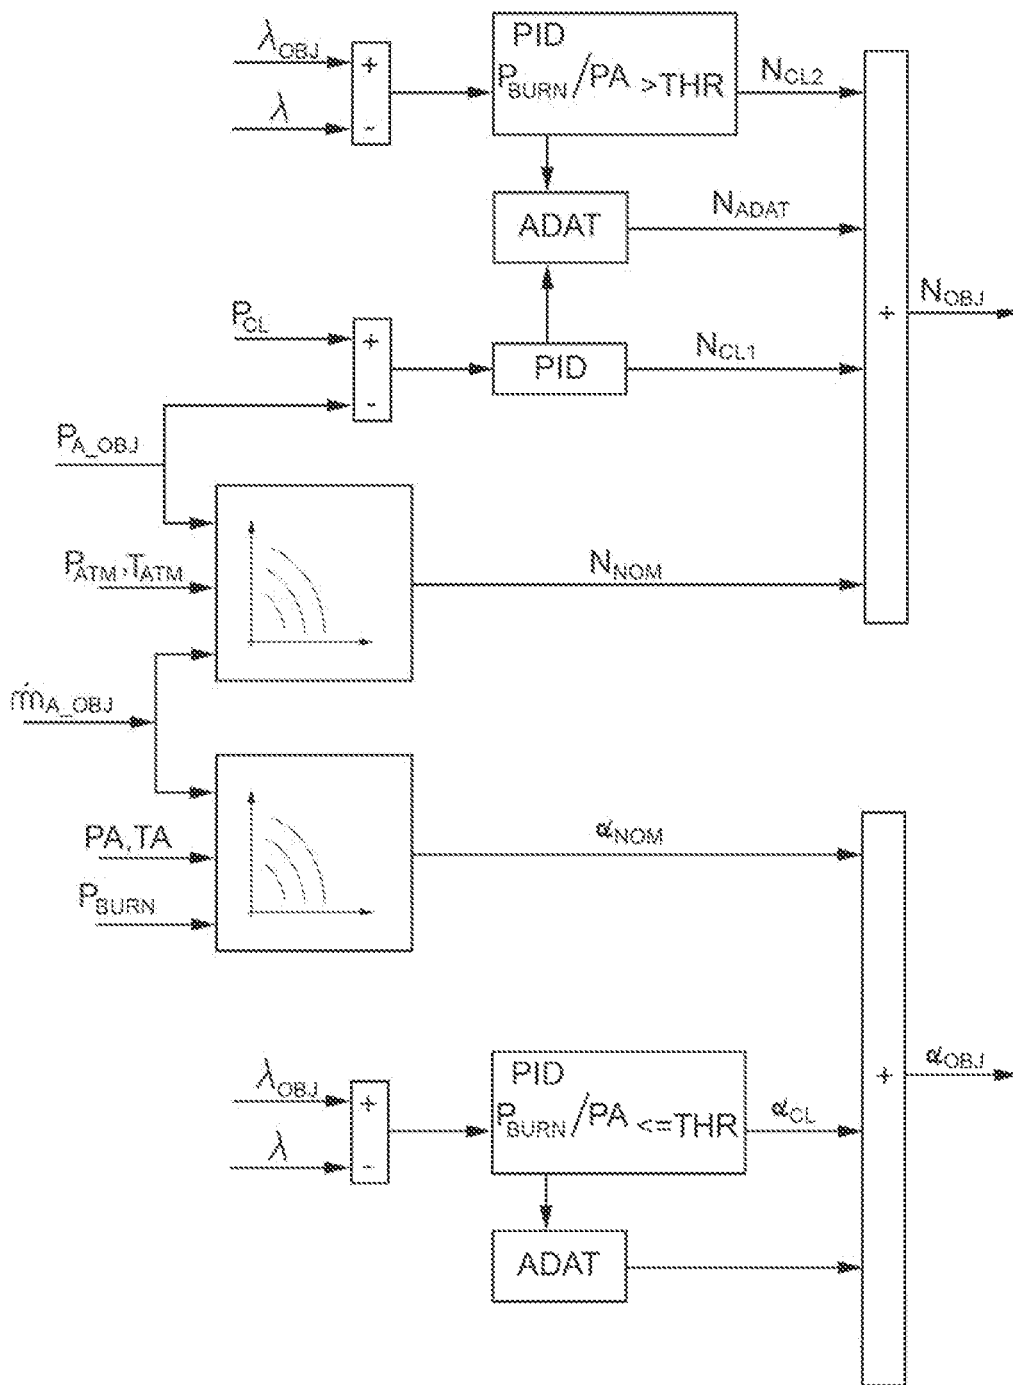 λOBJ
+
λ
-
PID
PBURN/PA >THR
NCL2
ADAT
NADAT
PCL
+
-
PID
NCL1
+
NOBJ
PA_OBJ
PATM,TATM
NNOM
ṁA_OBJ
PA,TA
PBURN
αNOM
λOBJ
+
λ
-
PID
PBURN/PA <=THR
αCL
+
αOBJ
ADAT